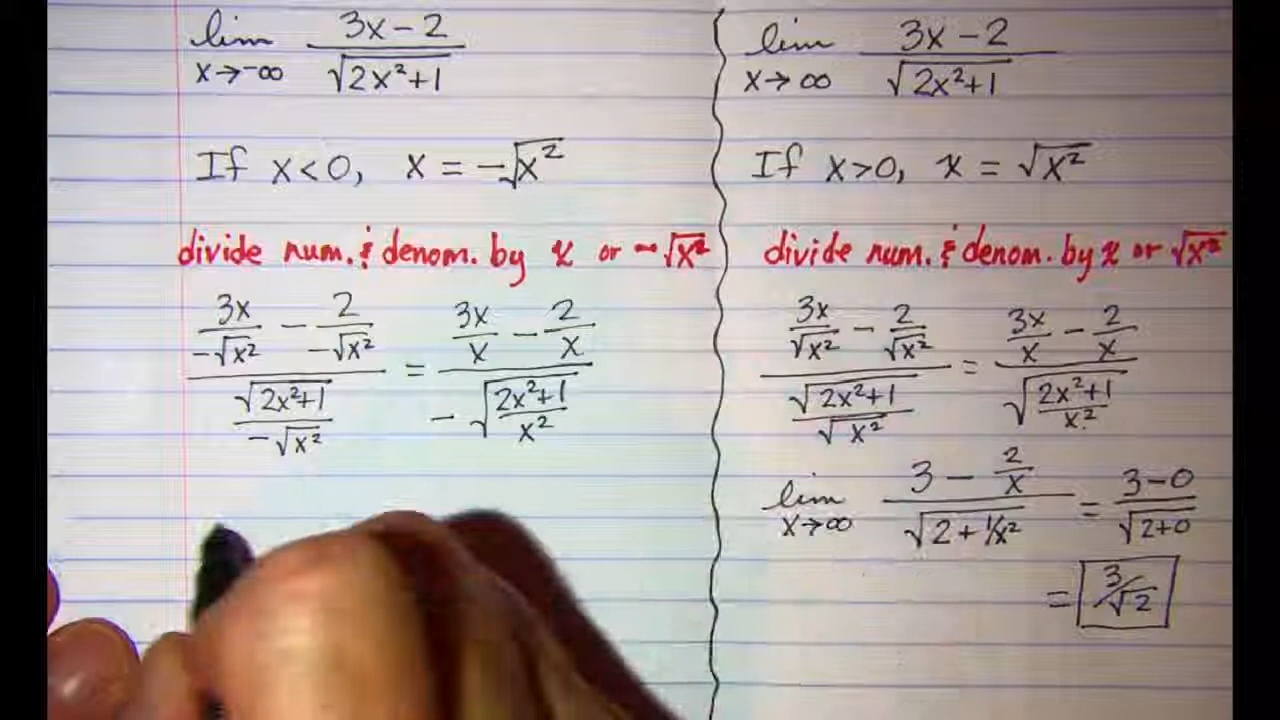 lim x→-∞ (3x-2)/√(2x²+1)
If x<0, x = -√x²
divide num. & denom. by x or -√x²
(3x/-√x² - 2/-√x²)/(√(2x²+1)/-√x²) = (3x/x - 2/x)/(-√((2x²+1)/x²))
lim x→∞ (3x-2)/√(2x²+1)
If x>0, x = √x²
divide num. & denom. by x or √x²
(3x/√x² - 2/√x²)/(√(2x²+1)/√x²) = (3x/x - 2/x)/√((2x²+1)/x²)
lim x→∞ (3 - 2/x)/√(2+1/x²) = (3-0)/√(2+0)
= 3/√2